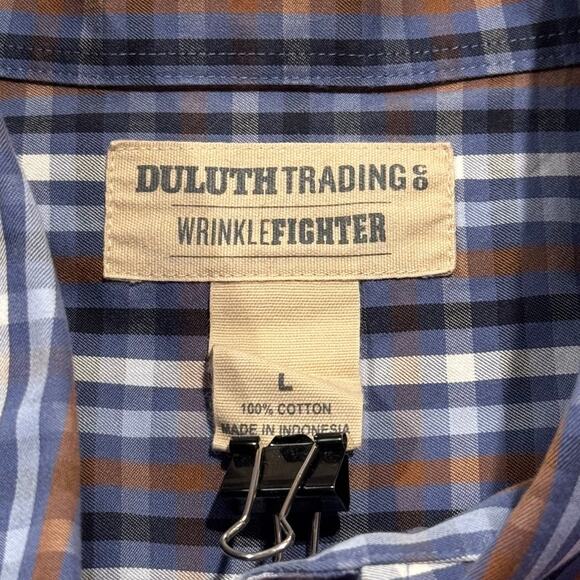 DULUTH TRADING CO
WRINKLEFIGHTER
L
100% COTTON
MADE IN INDONESIA